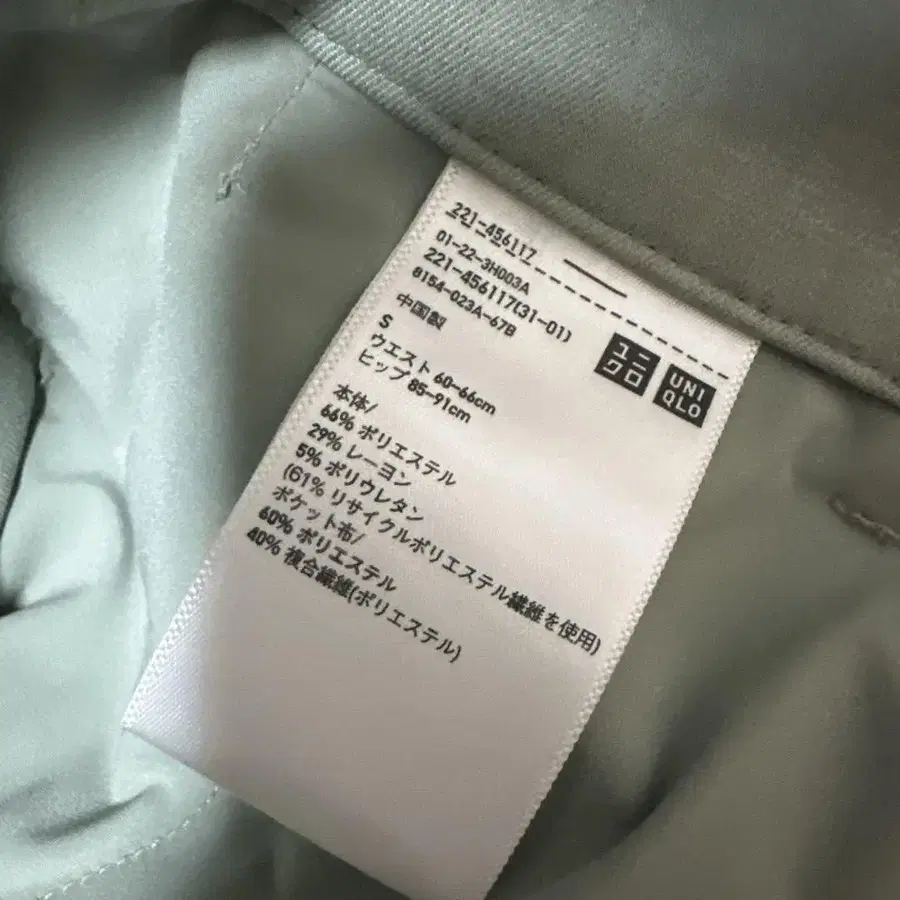 221-456117
01-22-3H003A
221-456117(31-01)
8154-023A-67B
中国製
S
ウエスト 60-66cm
ヒップ 85-91cm
本体/
66% ポリエステル
29% レーヨン
5% ポリウレタン
(61% リサイクルポリエステル繊維を使用)
ポケット布/
60% ポリエステル
40% 複合繊維(ポリエステル)
ユニ
クロ
UNI
QLO